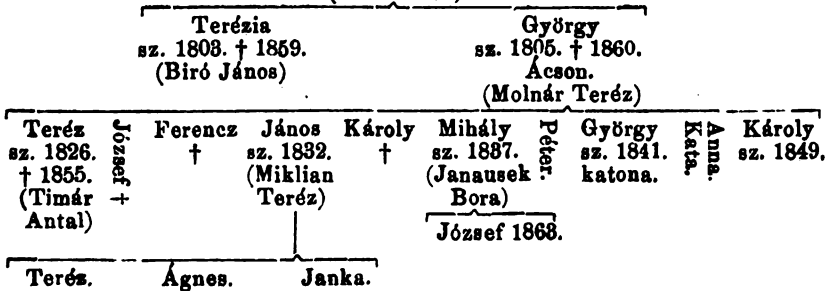 Terézia
sz. 1803. † 1859.
(Biró János)
György
sz. 1805. † 1860.
Ácson.
(Molnár Teréz)
Teréz
sz. 1826.
† 1855.
(Timár
Antal)
József †
Ferencz
†
János
sz. 1832.
(Miklian
Teréz)
Károly
†
Mihály
sz. 1837.
(Janausek
Bora)
Péter.
György
sz. 1841.
katona.
Anna.
Kata.
Károly
sz. 1849.
József 1863.
Teréz.
Ágnes.
Janka.